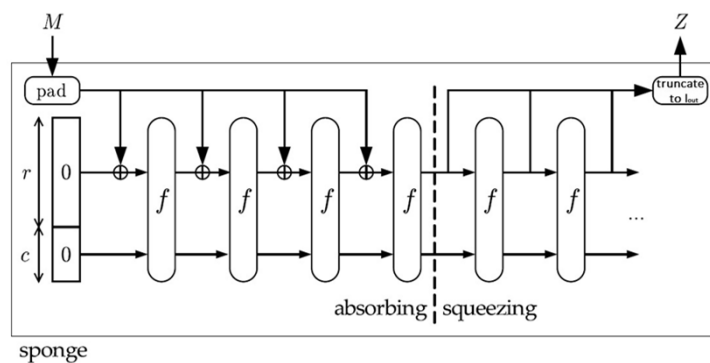 M
Z
pad
truncate
to lout
r
0
f
f
f
f
f
f
c
0
...
absorbing
squeezing
sponge